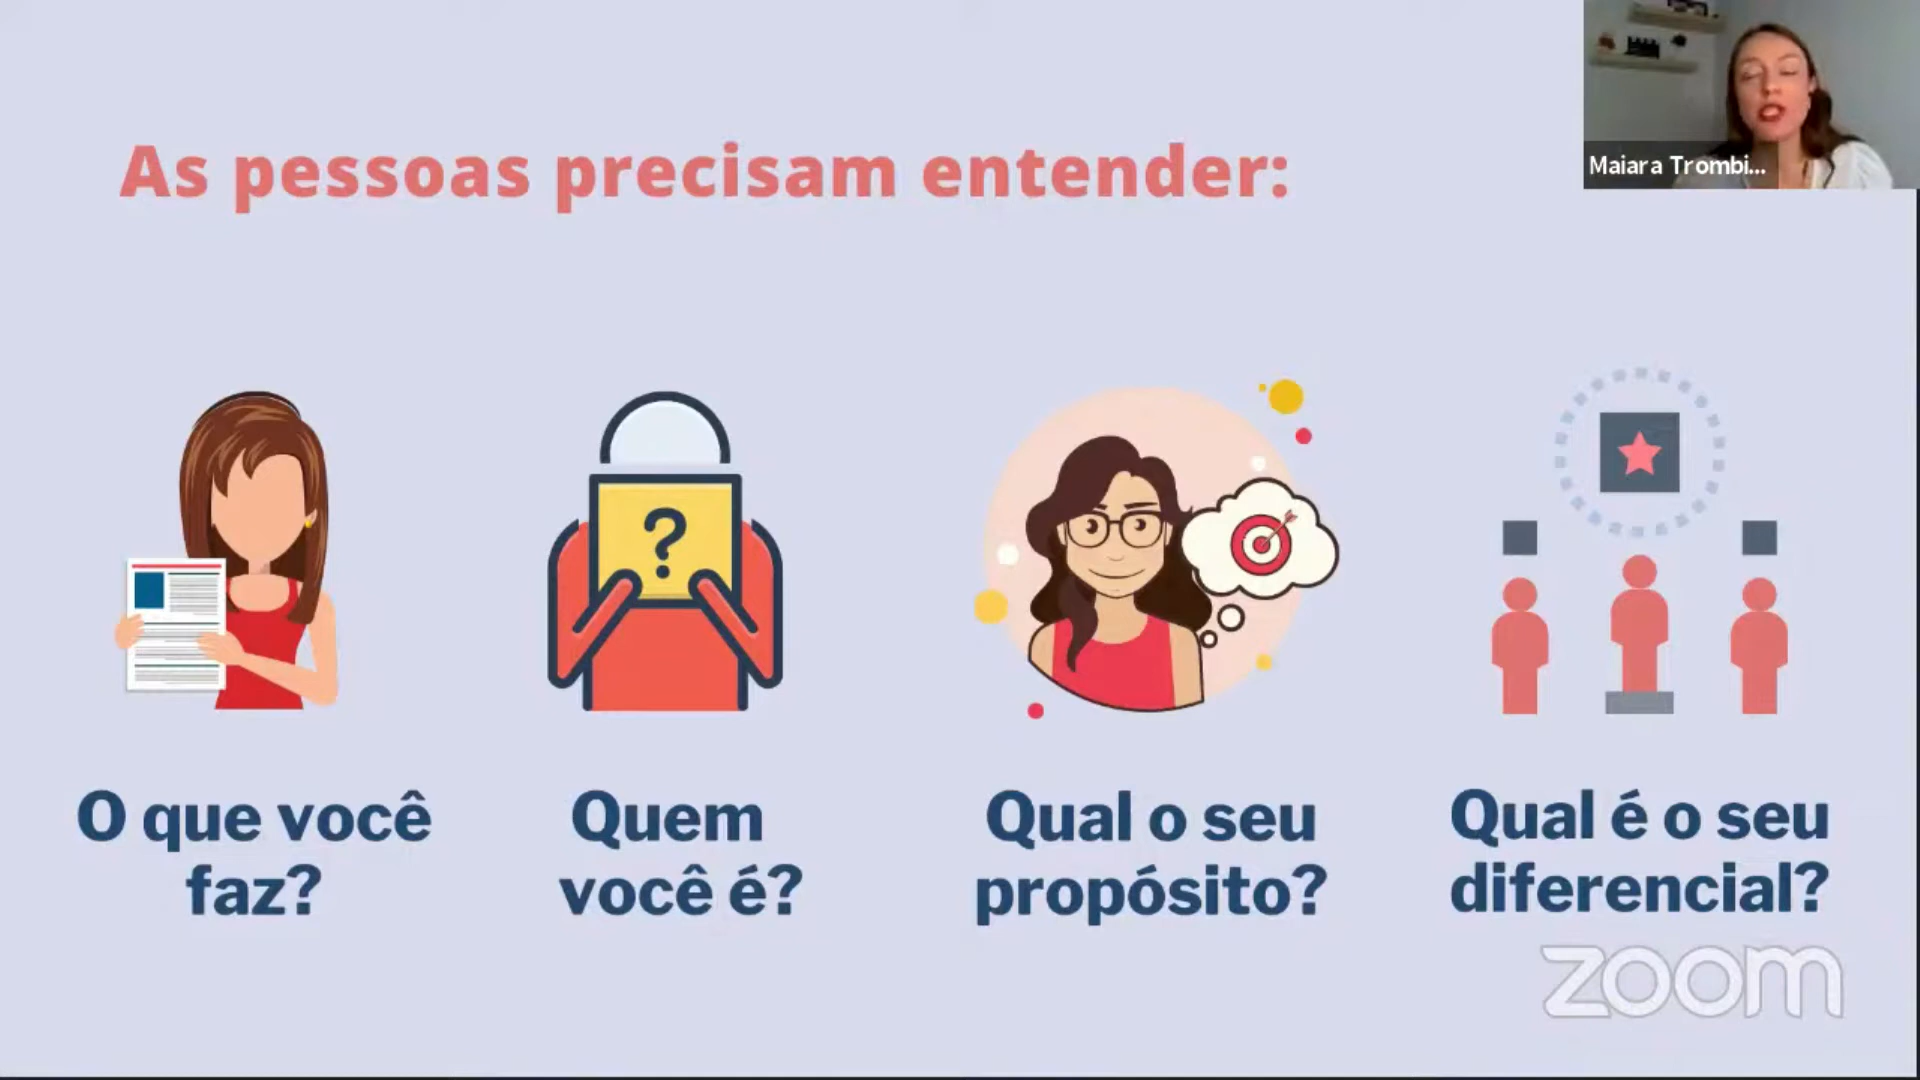 Maiara Trombi...
As pessoas precisam entender:
?
O que você
faz?
Quem
você é?
Qual o seu
propósito?
Qual é o seu
diferencial?
zoom